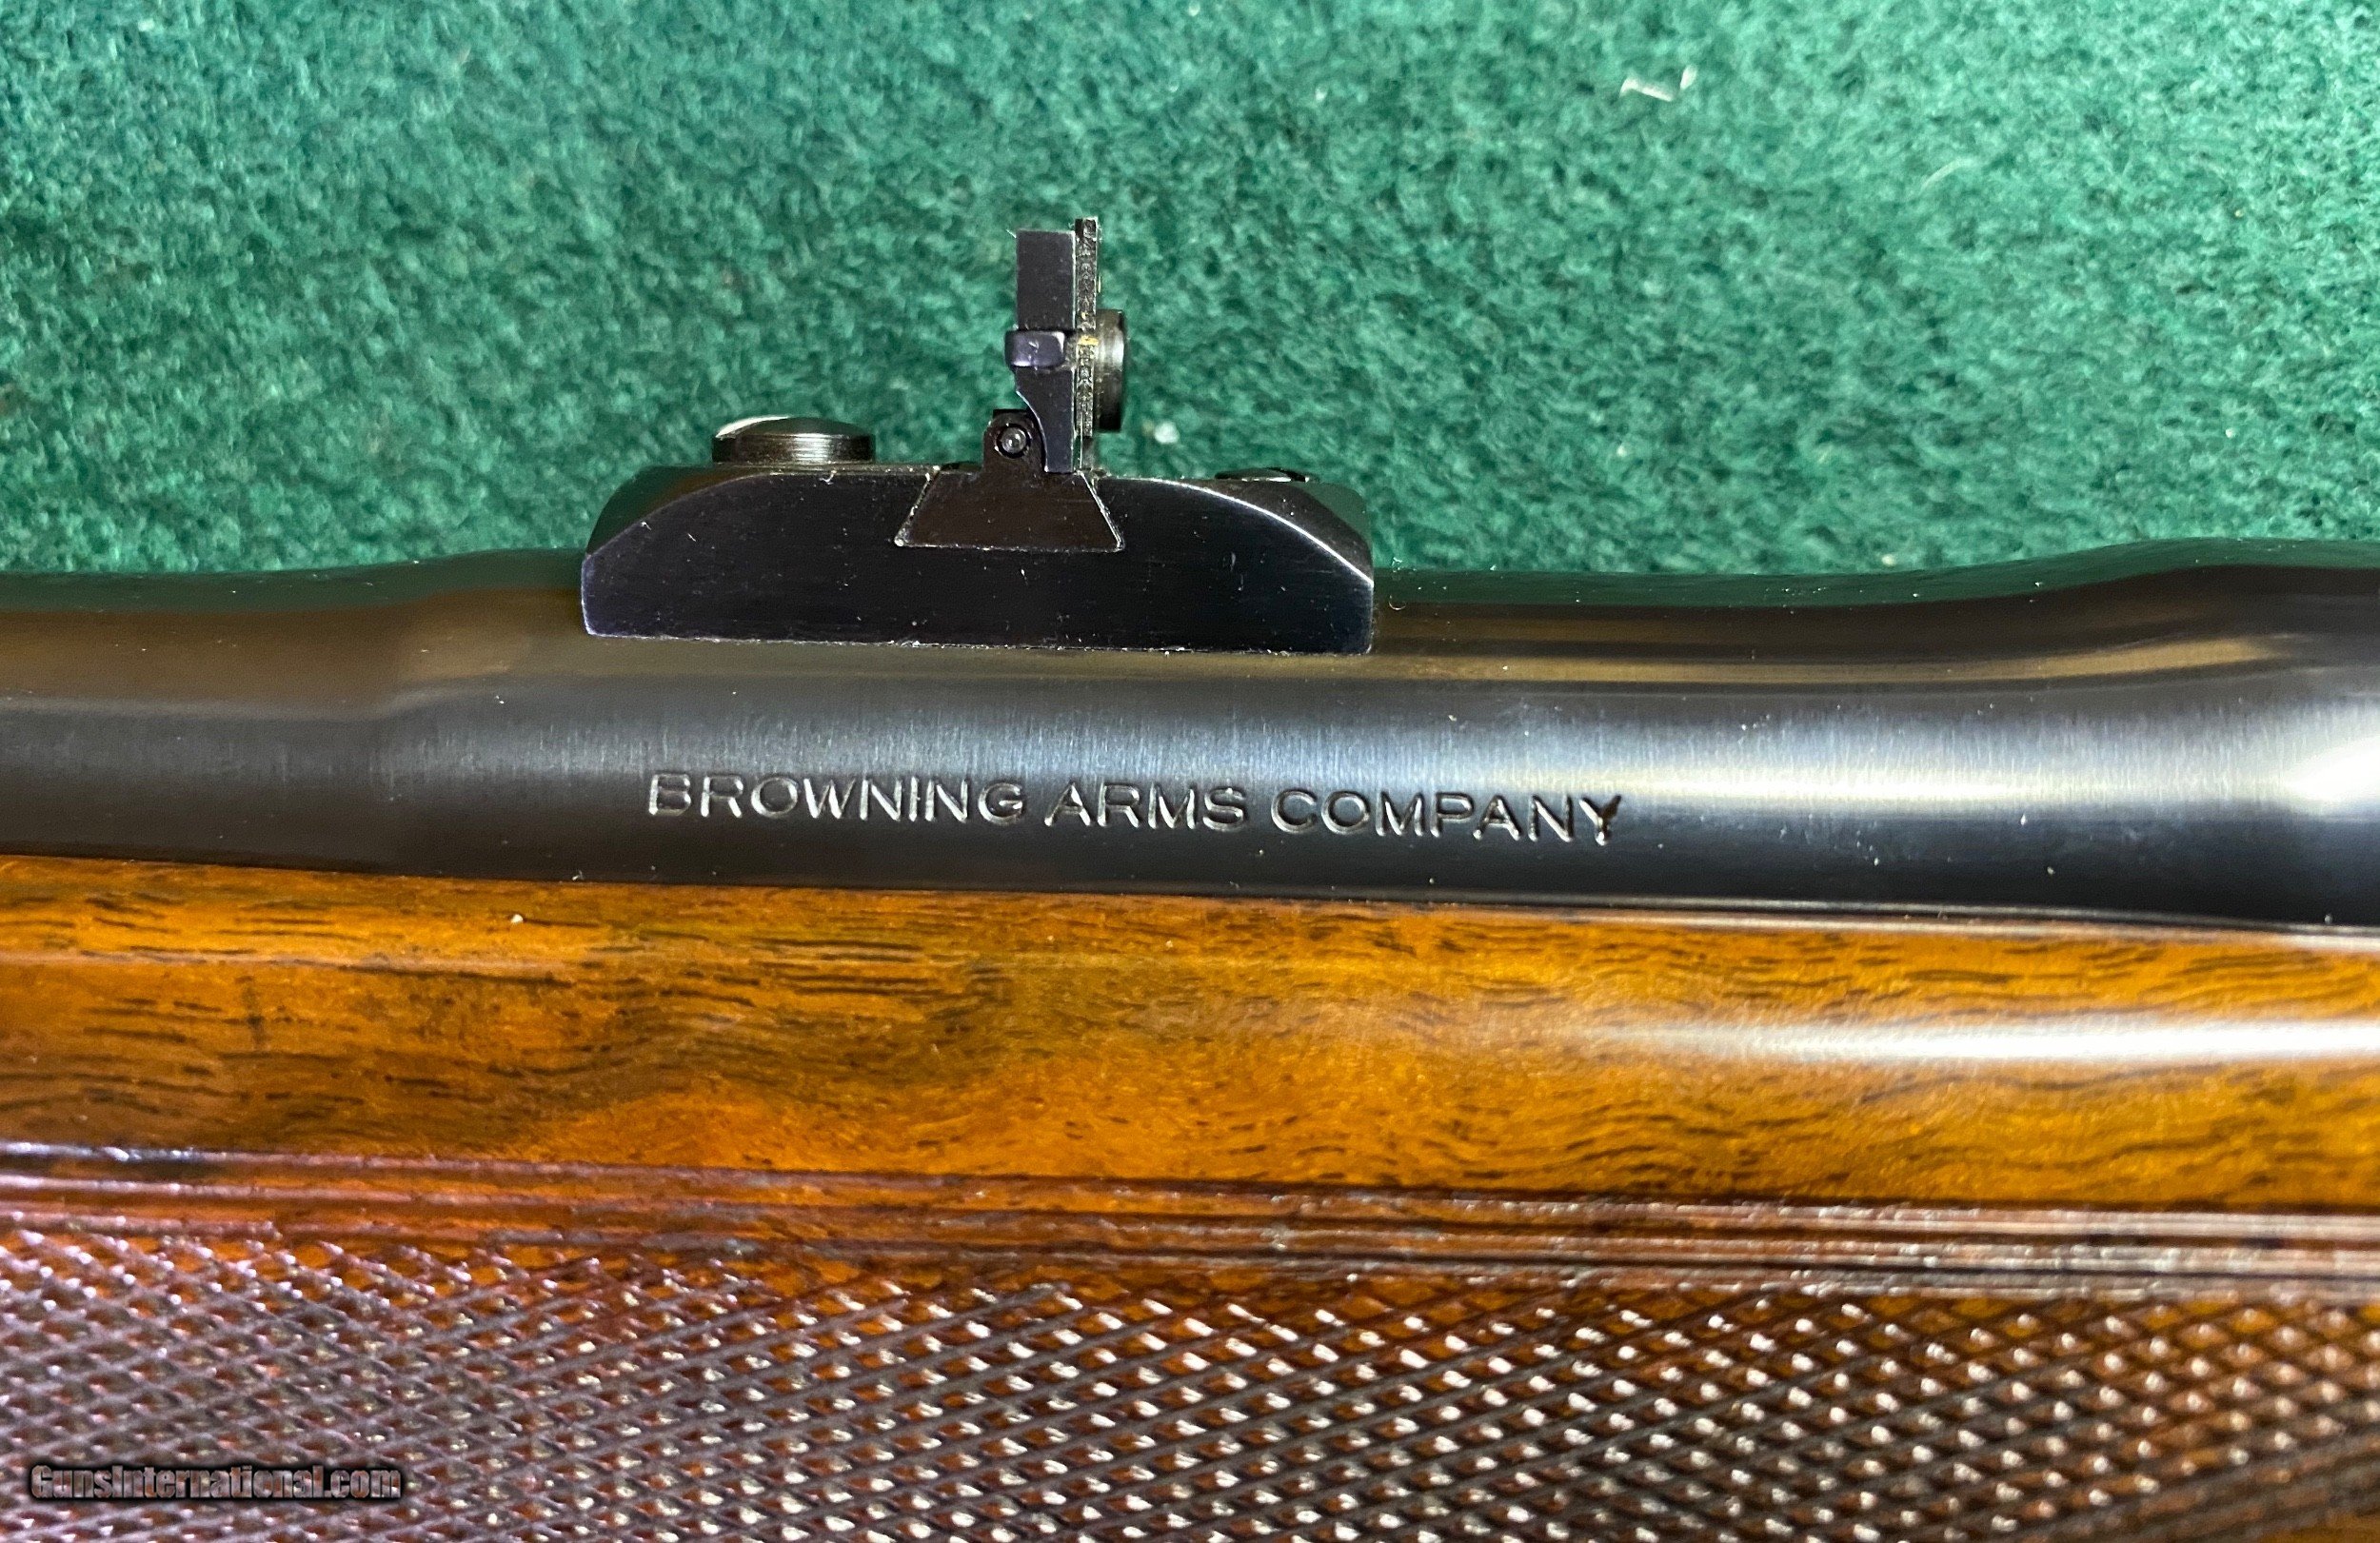 BROWNING ARMS COMPANY
GunsInternational.com